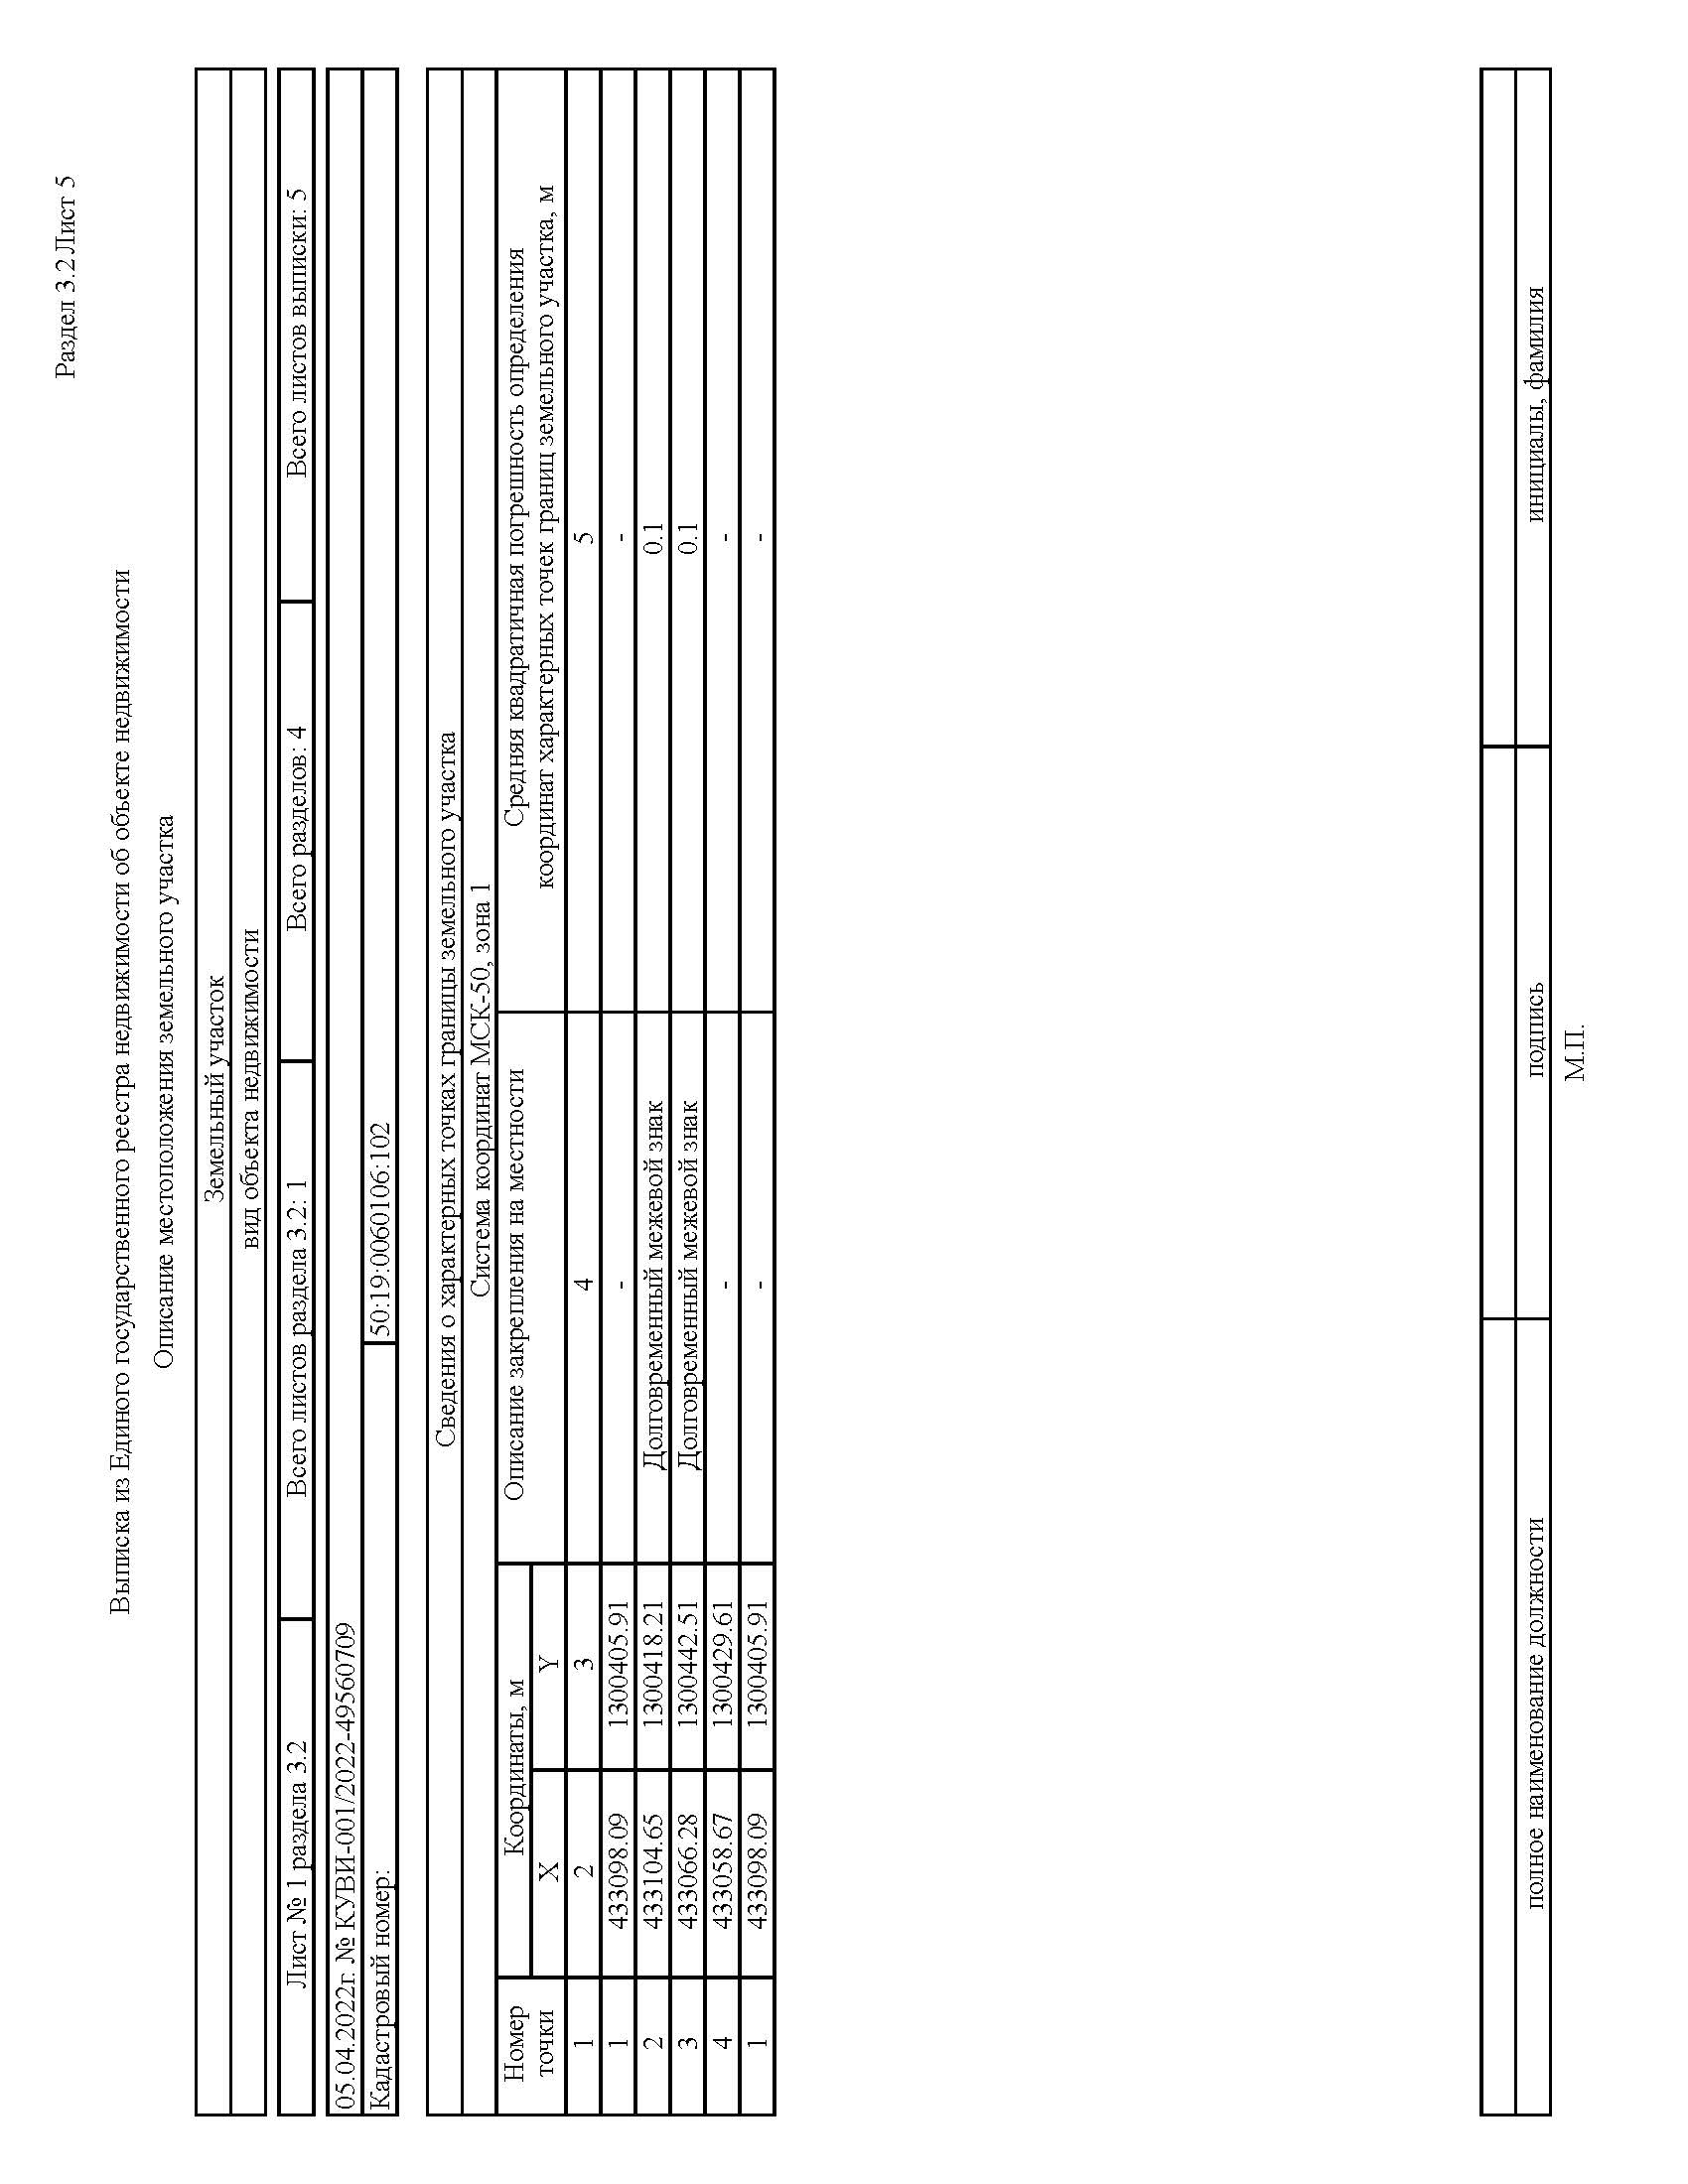 Раздел 3.2 Лист 5
Выписка из Единого государственного реестра недвижимости об объекте недвижимости
Описание местоположения земельного участка
Земельный участок
вид объекта недвижимости
Лист № 1 раздела 3.2 Всего листов раздела 3.2: 1 Всего разделов: 4 Всего листов выписки: 5
05.04.2022г. № КУВИ-001/2022-49560709
Кадастровый номер: 50:19:0060106:102
Сведения о характерных точках границы земельного участка
Система координат МСК-50, зона 1
Номер точки Координаты, м Описание закрепления на местности Средняя квадратичная погрешность определения
координат характерных точек границ земельного участка, м
X Y
1 2 3 4 5
1 433098.09 1300405.91 - -
2 433104.65 1300418.21 Долговременный межевой знак 0.1
3 433066.28 1300442.51 Долговременный межевой знак 0.1
4 433058.67 1300429.61 - -
1 433098.09 1300405.91 - -
полное наименование должности подпись инициалы, фамилия
М.П.